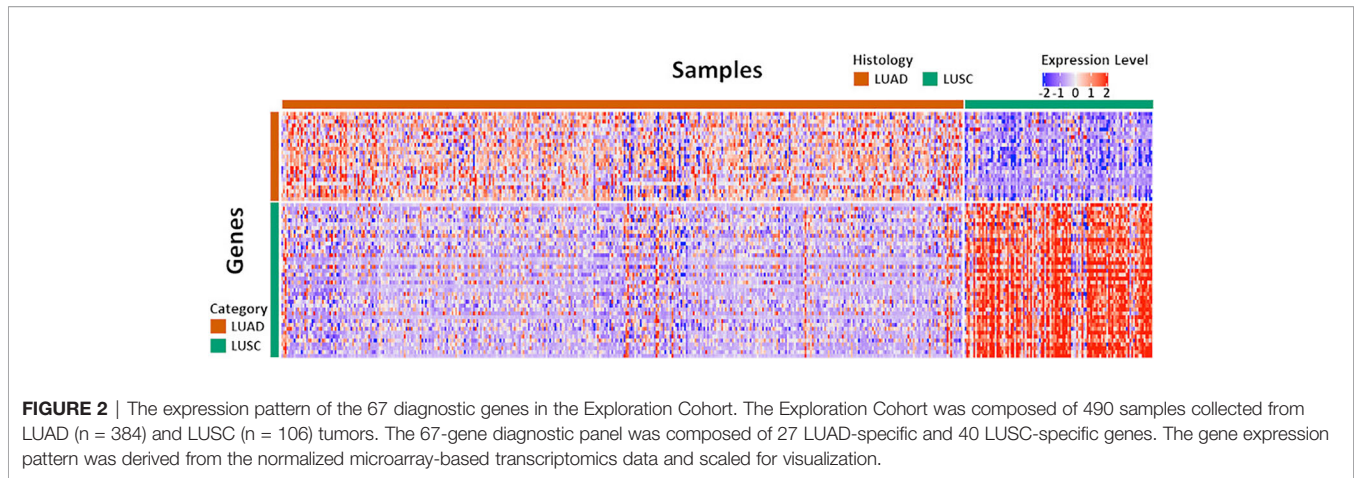 Samples
Histology
LUAD LUSC
Expression Level
-2 -1 0 1 2
Genes
Category
LUAD
LUSC
FIGURE 2 | The expression pattern of the 67 diagnostic genes in the Exploration Cohort. The Exploration Cohort was composed of 490 samples collected from
LUAD (n = 384) and LUSC (n = 106) tumors. The 67-gene diagnostic panel was composed of 27 LUAD-specific and 40 LUSC-specific genes. The gene expression
pattern was derived from the normalized microarray-based transcriptomics data and scaled for visualization.